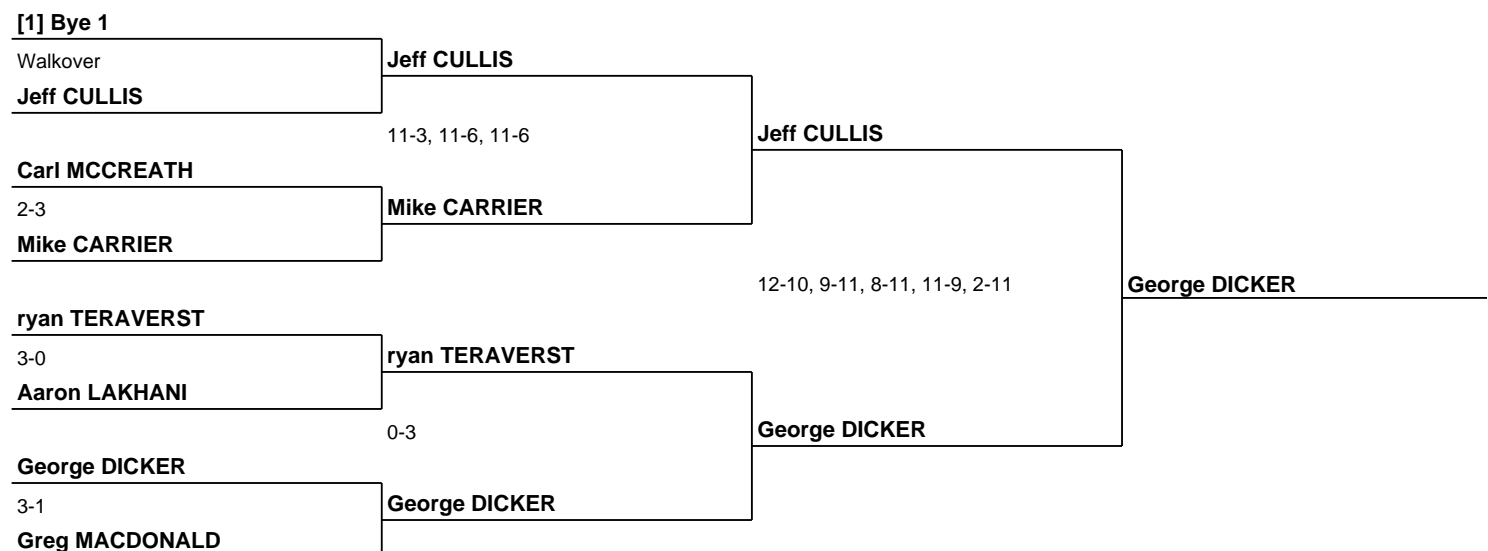 [1] Bye 1
Walkover
Jeff CULLIS
Jeff CULLIS
11-3, 11-6, 11-6
Jeff CULLIS
Carl MCCREATH
2-3
Mike CARRIER
Mike CARRIER
12-10, 9-11, 8-11, 11-9, 2-11
George DICKER
ryan TERAVERST
3-0
Aaron LAKHANI
ryan TERAVERST
0-3
George DICKER
George DICKER
3-1
Greg MACDONALD
George DICKER